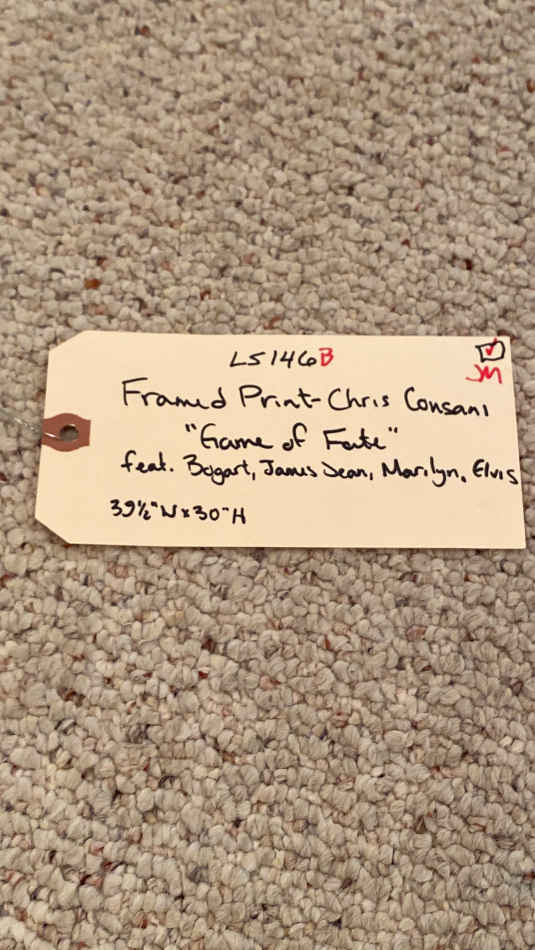 LS146B
JM
Framed Print-Chris Consani
"Game of Fate"
feat. Bogart, James Dean, Marilyn, Elvis
39½"W x 30"H